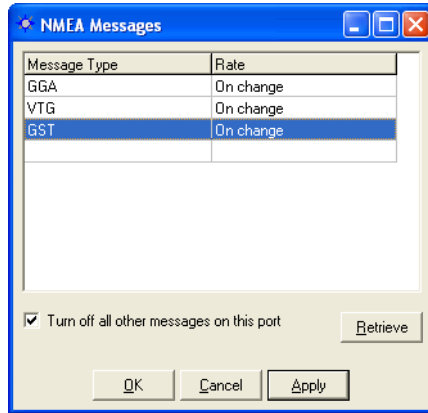 NMEA Messages
Message Type Rate
GGA On change
VTG On change
GST On change
Turn off all other messages on this port
Retrieve
OK Cancel Apply